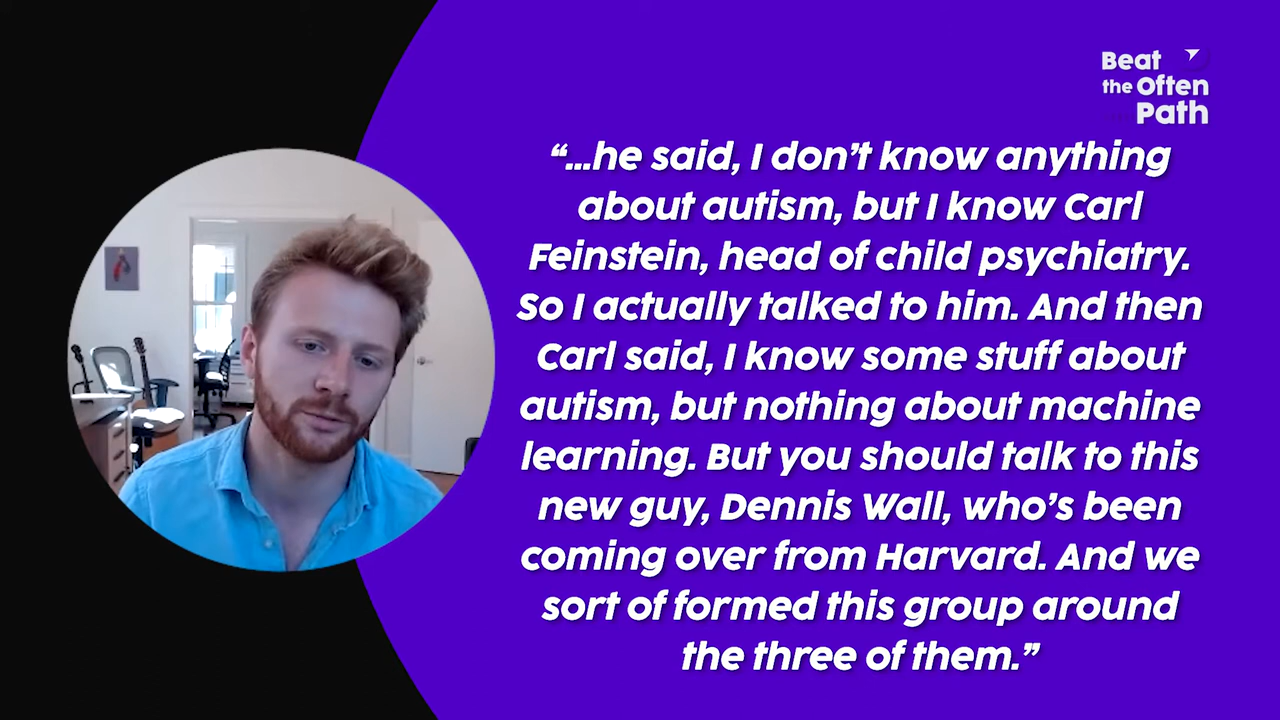 Beat
the Often
Path
“...he said, I don’t know anything
about autism, but I know Carl
Feinstein, head of child psychiatry.
So I actually talked to him. And then
Carl said, I know some stuff about
autism, but nothing about machine
learning. But you should talk to this
new guy, Dennis Wall, who’s been
coming over from Harvard. And we
sort of formed this group around
the three of them.”